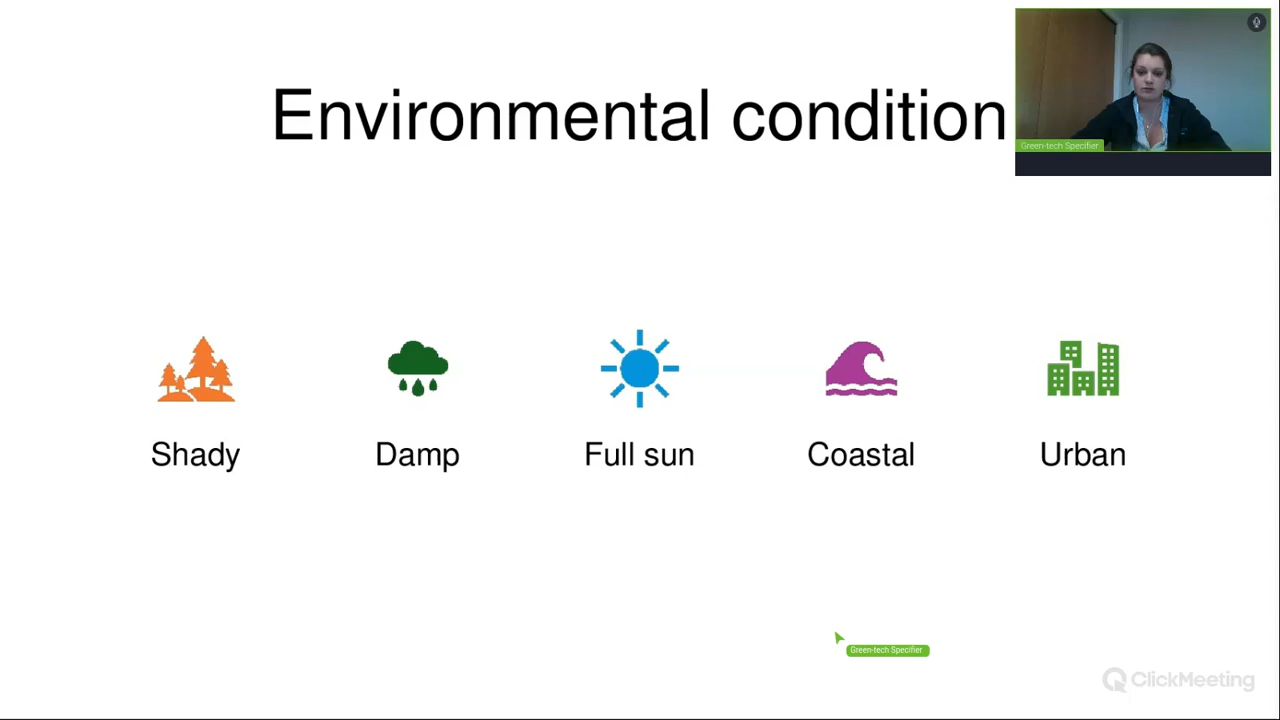 Environmental condition
Green-tech Specifier
Shady
Damp
Full sun
Coastal
Urban
Green-tech Specifier
ClickMeeting